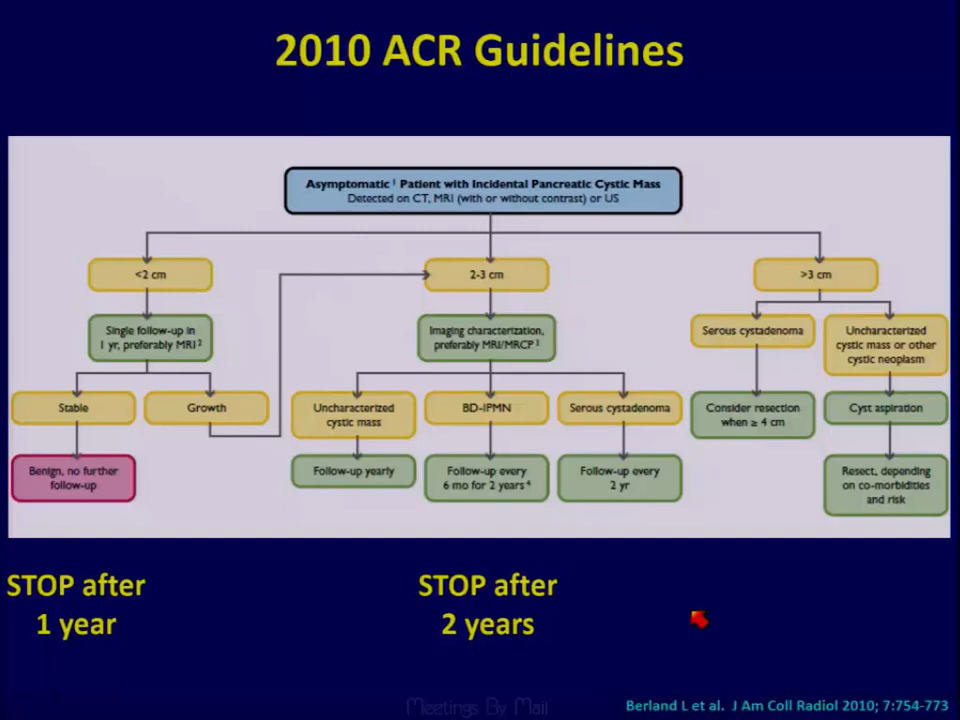 2010 ACR Guidelines
Asymptomatic 1 Patient with Incidental Pancreatic Cystic Mass
Detected on CT, MRI (with or without contrast) or US
<2 cm
2-3 cm
>3 cm
Single follow-up in
1 yr, preferably MRI2
Imaging characterization,
preferably MRI/MRCP3
Serous cystadenoma
Uncharacterized
cystic mass or other
cystic neoplasm
Stable
Growth
Uncharacterized
cystic mass
BD-IPMN
Serous cystadenoma
Consider resection
when ≥ 4 cm
Cyst aspiration
Benign, no further
follow-up
Follow-up yearly
Follow-up every
6 mo for 2 years4
Follow-up every
2 yr
Resect, depending
on co-morbidities
and risk
STOP after
1 year
STOP after
2 years
Meetings By Mail
Berland L et al. J Am Coll Radiol 2010; 7:754-773